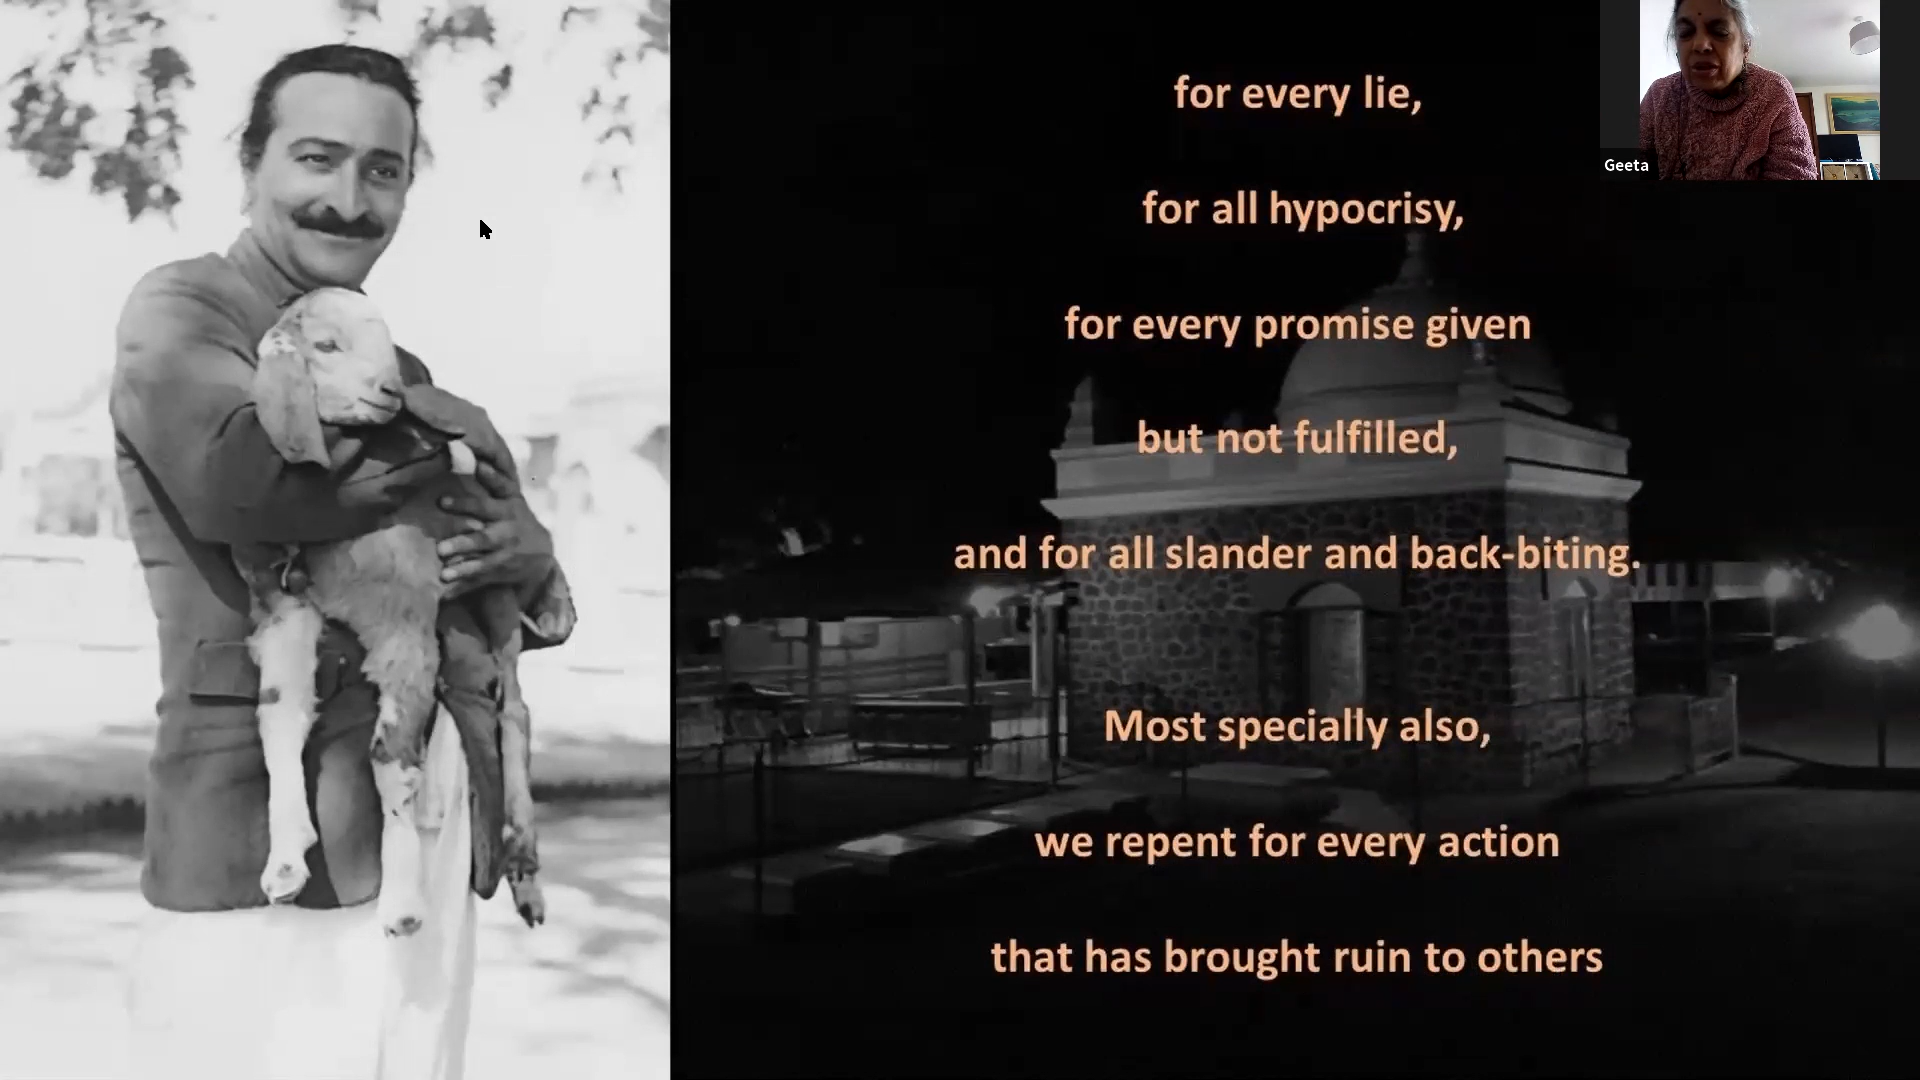 for every lie,
for all hypocrisy,
for every promise given
but not fulfilled,
and for all slander and back-biting.
Most specially also,
we repent for every action
that has brought ruin to others
Geeta